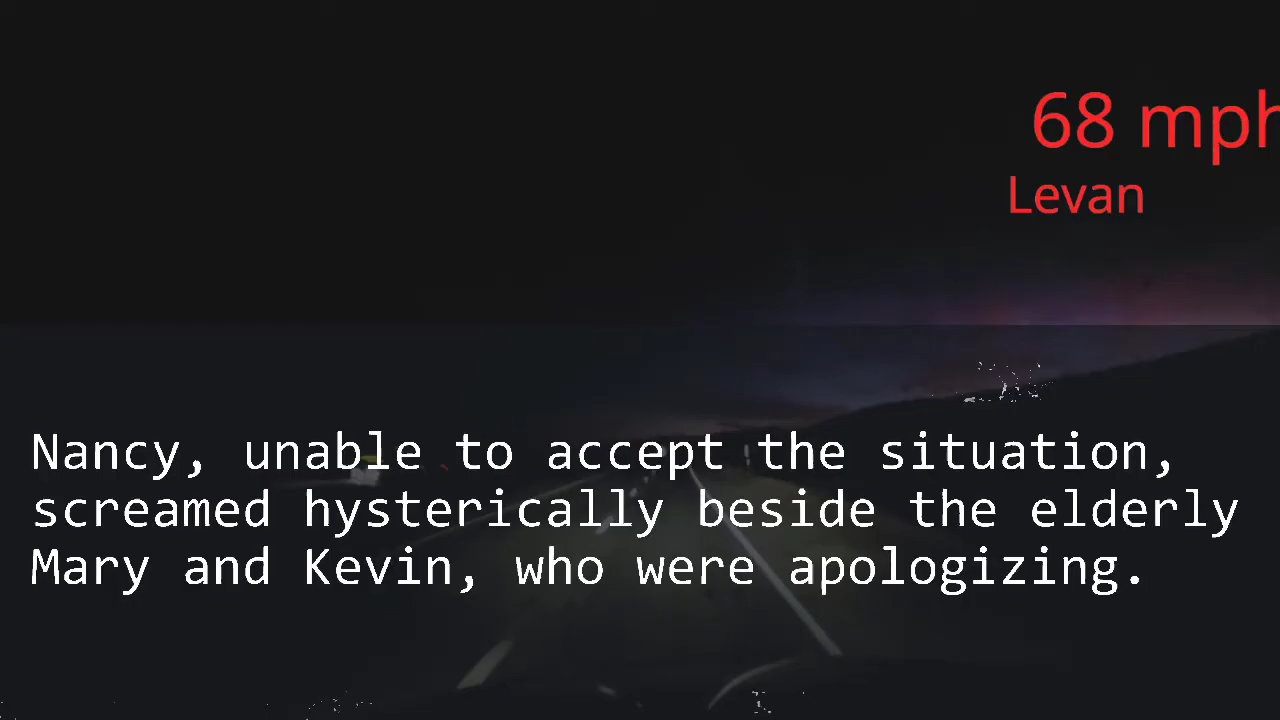 68 mph
Levan
Nancy, unable to accept the situation,
screamed hysterically beside the elderly
Mary and Kevin, who were apologizing.